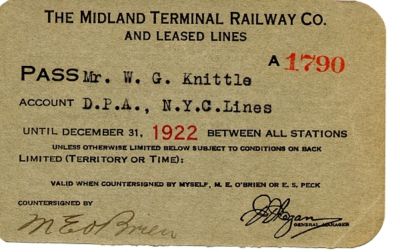 THE MIDLAND TERMINAL RAILWAY CO.
AND LEASED LINES
A 1790
PASS Mr. W. G. Knittle
ACCOUNT D.P.A., N.Y.C.Lines
UNTIL DECEMBER 31, 1922 BETWEEN ALL STATIONS
UNLESS OTHERWISE LIMITED BELOW SUBJECT TO CONDITIONS ON BACK
LIMITED (TERRITORY OR TIME):
VALID WHEN COUNTERSIGNED BY MYSELF, M. E. O'BRIEN OR E. S. PECK
COUNTERSIGNED BY
M E O Brien
GENERAL MANAGER